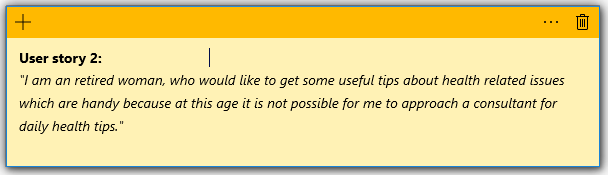 User story 2:
"I am an retired woman, who would like to get some useful tips about health related issues
which are handy because at this age it is not possible for me to approach a consultant for
daily health tips."